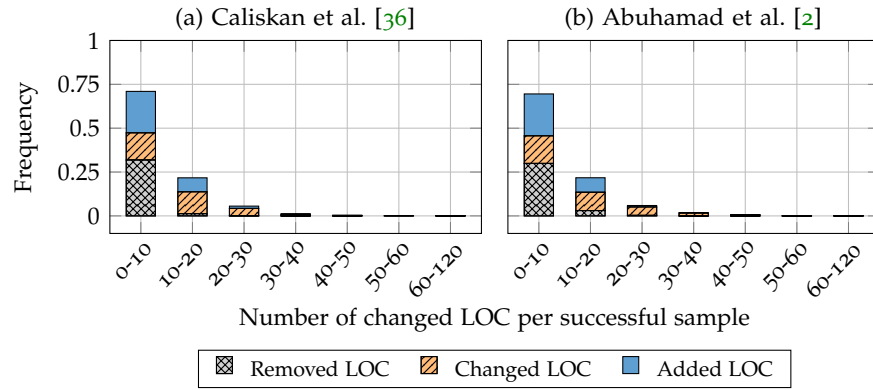 (a) Caliskan et al. [36]
(b) Abuhamad et al. [2]
Frequency
1
0.75
0.5
0.25
0
0-10
10-20
20-30
30-40
40-50
50-60
60-120
0-10
10-20
20-30
30-40
40-50
50-60
60-120
Number of changed LOC per successful sample
Removed LOC
Changed LOC
Added LOC